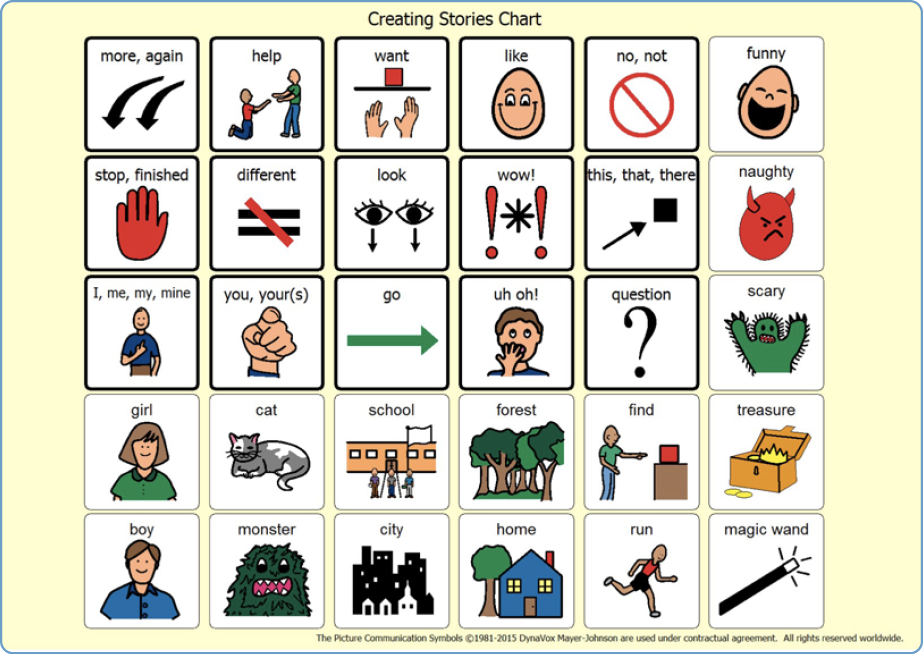 Creating Stories Chart
more, again
help
want
like
no, not
funny
stop, finished
different
look
wow!
this, that, there
naughty
I, me, my, mine
you, your(s)
go
uh oh!
question
scary
girl
cat
school
forest
find
treasure
boy
monster
city
home
run
magic wand
The Picture Communication Symbols ©1981-2015 DynaVox Mayer-Johnson are used under contractual agreement. All rights reserved worldwide.